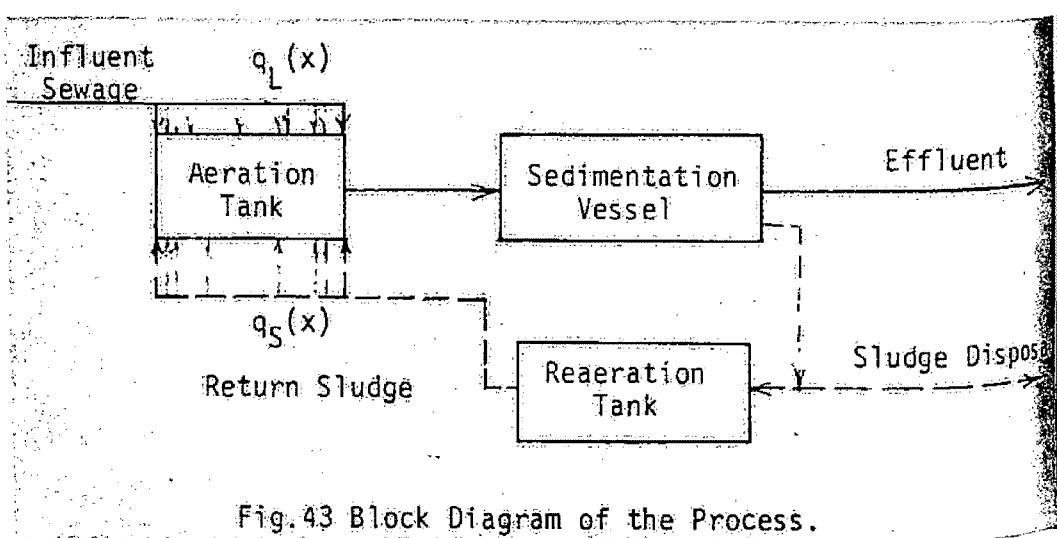 Influent
Sewage
q_L(x)
Aeration
Tank
Sedimentation
Vessel
Effluent
q_S(x)
Return Sludge
Reaeration
Tank
Sludge Dispos
Fig.43 Block Diagram of the Process.